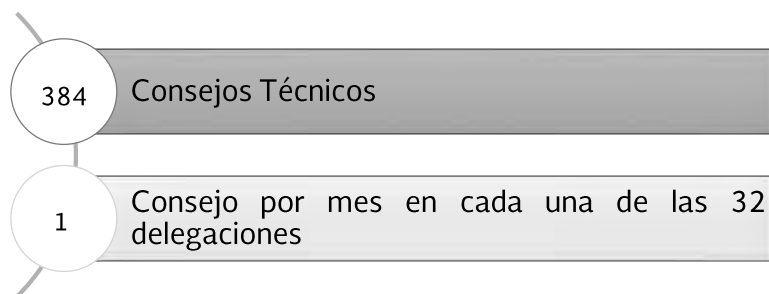 384
Consejos Técnicos
1
Consejo por mes en cada una de las 32
delegaciones